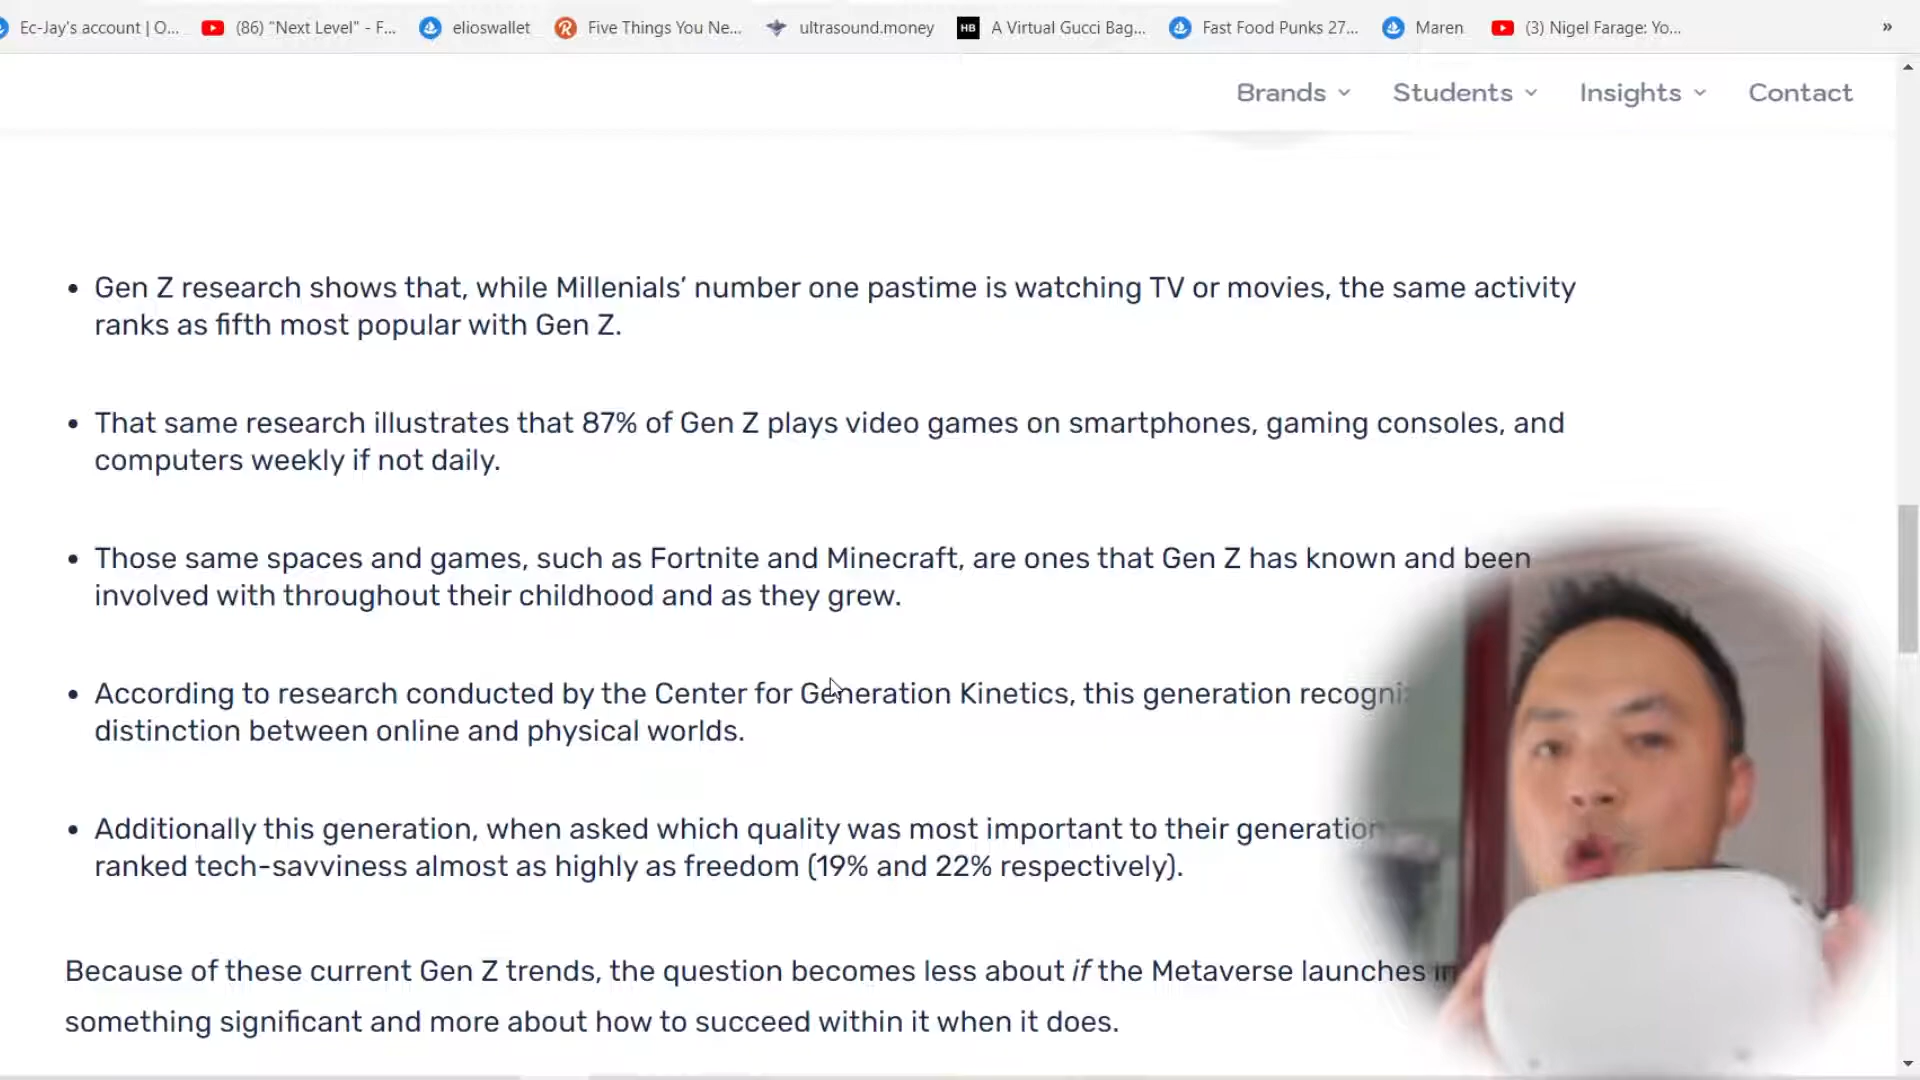 Ec-Jay's account | O... (86) "Next Level" - F... elioswallet Five Things You Ne... ultrasound.money HB A Virtual Gucci Bag... Fast Food Punks 27... Maren (3) Nigel Farage: Yo... »
Brands Students Insights Contact
• Gen Z research shows that, while Millenials’ number one pastime is watching TV or movies, the same activity
ranks as fifth most popular with Gen Z.
• That same research illustrates that 87% of Gen Z plays video games on smartphones, gaming consoles, and
computers weekly if not daily.
• Those same spaces and games, such as Fortnite and Minecraft, are ones that Gen Z has known and been
involved with throughout their childhood and as they grew.
• According to research conducted by the Center for Generation Kinetics, this generation
distinction between online and physical worlds.
• Additionally this generation, when asked which quality was most important to their generation
ranked tech-savviness almost as highly as freedom (19% and 22% respectively).
Because of these current Gen Z trends, the question becomes less about if the Metaverse launches
something significant and more about how to succeed within it when it does.